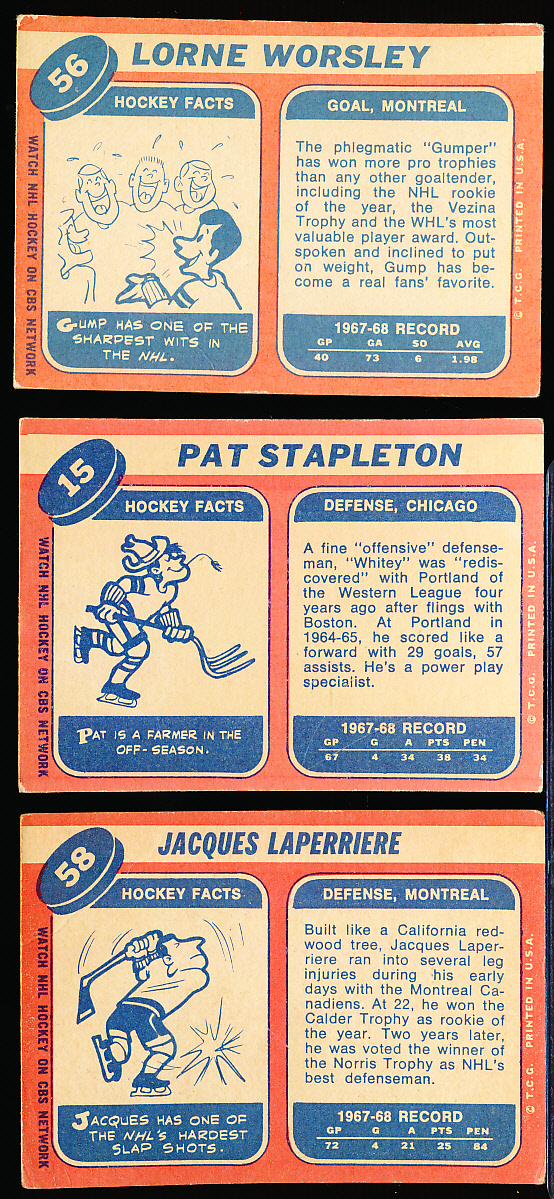 56
LORNE WORSLEY
HOCKEY FACTS
GUMP HAS ONE OF THE
SHARPEST WITS IN
THE NHL.
WATCH NHL HOCKEY ON CBS NETWORK
GOAL, MONTREAL
The phlegmatic "Gumper"
has won more pro trophies
than any other goaltender,
including the NHL rookie
of the year, the Vezina
Trophy and the WHL's most
valuable player award. Out-
spoken and inclined to put
on weight, Gump has be-
come a real fans' favorite.
1967-68 RECORD
GP GA SO AVG
40 73 6 1.98
© T.C.G. PRINTED IN U.S.A.
15
PAT STAPLETON
HOCKEY FACTS
PAT IS A FARMER IN THE
OFF-SEASON.
WATCH NHL HOCKEY ON CBS NETWORK
DEFENSE, CHICAGO
A fine "offensive" defense-
man, "Whitey" was "redis-
covered" with Portland of
the Western League four
years ago after flings with
Boston. At Portland in
1964-65, he scored like a
forward with 29 goals, 57
assists. He's a power play
specialist.
1967-68 RECORD
GP G A PTS PEN
67 4 34 38 34
© T.C.G. PRINTED IN U.S.A.
58
JACQUES LAPERRIERE
HOCKEY FACTS
JACQUES HAS ONE OF
THE NHL'S HARDEST
SLAP SHOTS.
WATCH NHL HOCKEY ON CBS NETWORK
DEFENSE, MONTREAL
Built like a California red-
wood tree, Jacques Laper-
riere ran into several leg
injuries during his early
days with the Montreal Ca-
nadiens. At 22, he won the
Calder Trophy as rookie of
the year. Two years later,
he was voted the winner of
the Norris Trophy as NHL's
best defenseman.
1967-68 RECORD
GP G A PTS PEN
72 4 21 25 84
© T.C.G. PRINTED IN U.S.A.